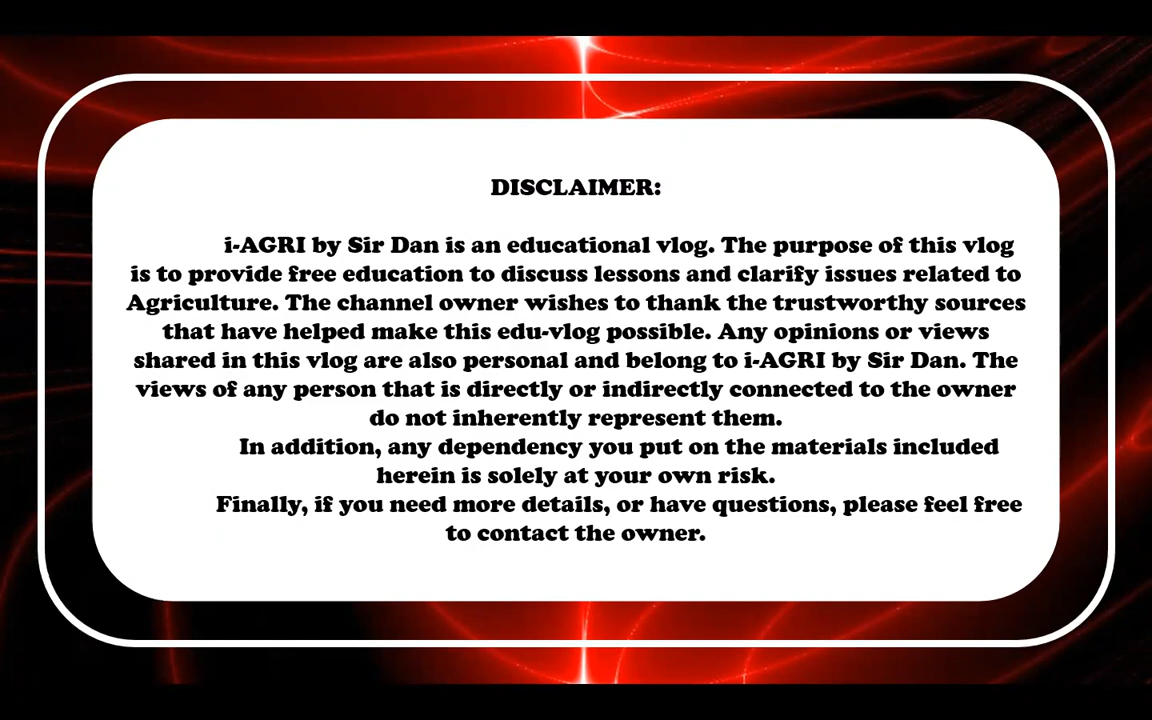 DISCLAIMER:
i-AGRI by Sir Dan is an educational vlog. The purpose of this vlog
is to provide free education to discuss lessons and clarify issues related to
Agriculture. The channel owner wishes to thank the trustworthy sources
that have helped make this edu-vlog possible. Any opinions or views
shared in this vlog are also personal and belong to i-AGRI by Sir Dan. The
views of any person that is directly or indirectly connected to the owner
do not inherently represent them.
In addition, any dependency you put on the materials included
herein is solely at your own risk.
Finally, if you need more details, or have questions, please feel free
to contact the owner.